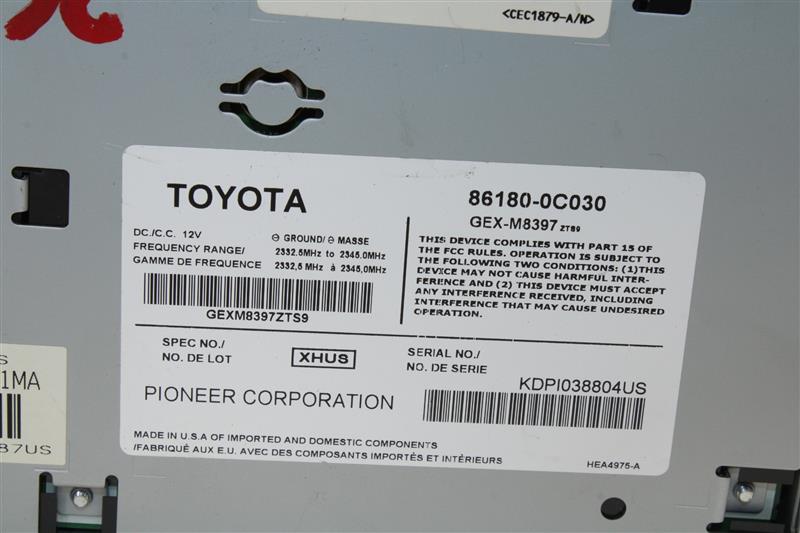 <CEC1879-A/N>
TOYOTA
86180-0C030
GEX-M8397 ZTS9
DC./C.C. 12V
⊖ GROUND/ ⊖ MASSE
FREQUENCY RANGE/
2332.5MHz to 2345.0MHz
GAMME DE FREQUENCE
2332,5 MHz à 2345,0MHz
GEXM8397ZTS9
THIS DEVICE COMPLIES WITH PART 15 OF
THE FCC RULES. OPERATION IS SUBJECT TO
THE FOLLOWING TWO CONDITIONS: (1)THIS
DEVICE MAY NOT CAUSE HARMFUL INTER-
FERENCE AND (2) THIS DEVICE MUST ACCEPT
ANY INTERFERENCE RECEIVED, INCLUDING
INTERFERENCE THAT MAY CAUSE UNDESIRED
OPERATION.
SPEC NO./
NO. DE LOT
XHUS
SERIAL NO./
NO. DE SERIE
KDPI038804US
PIONEER CORPORATION
MADE IN U.S.A OF IMPORTED AND DOMESTIC COMPONENTS
/FABRIQUÉ AUX E.U. AVEC DES COMPOSANTS IMPORTÉS ET INTÉRIEURS
HEA4975-A
S
1MA
87US